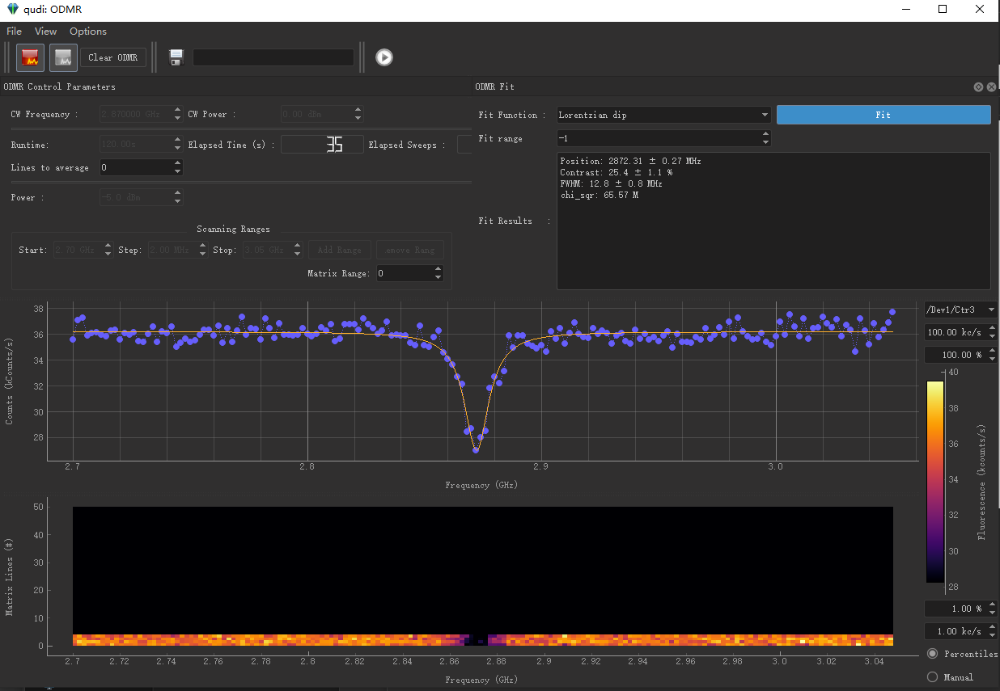 qudi: ODMR
File View Options
Clear ODMR
ODMR Control Parameters
CW Frequency : 2.870000 GHz CW Power : 0.00 dBm
Runtime: 120.00s Elapsed Time (s) : 35 Elapsed Sweeps :
Lines to average 0
Power : -5.0 dBm
Scanning Ranges
Start: 2.70 GHz Step: 2.00 MHz Stop: 3.05 GHz Add Range emove Rang
Matrix Range: 0
ODMR Fit
Fit Function : Lorentzian dip Fit
Fit range -1
Fit Results :
Position: 2872.31 ± 0.27 MHz
Contrast: 25.4 ± 1.1 %
FWHM: 12.8 ± 0.8 MHz
chi_sqr: 65.57 M
Counts (kCounts/s)
38
36
34
32
30
28
2.7 2.8 2.9 3.0
Frequency (GHz)
Matrix Lines (#)
50
40
30
20
10
0
2.7 2.72 2.74 2.76 2.78 2.8 2.82 2.84 2.86 2.88 2.9 2.92 2.94 2.96 2.98 3.0 3.02 3.04
Frequency (GHz)
/Dev1/Ctr3
100.00 kc/s
100.00 %
40
38
36
34
32
30
28
Fluorescence (kcounts/s)
1.00 %
1.00 kc/s
Percentiles
Manual